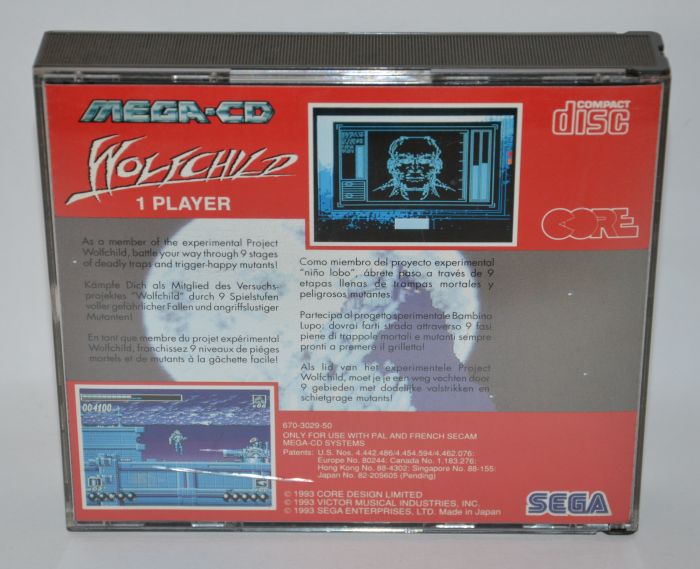 MEGA-CD
COMPACT
disc
WOLFCHILD
1 PLAYER
CORE
As a member of the experimental Project
Wolfchild, battle your way through 9 stages
of deadly traps and trigger-happy mutants!
Kämpfe Dich als Mitglied des Versuchs-
projektes "Wolfchild" durch 9 Spielstufen
voller gefährlicher Fallen und angriffslustiger
Mutanten!
En tant que membre du projet expérimental
Wolfchild, franchissez 9 niveaux de pièges
mortels et de mutants à la gâchette facile!
Como miembro del proyecto experimental
"niño lobo", ábrete paso a través de 9
etapas llenas de trampas mortales y
peligrosos mutantes.
Partecipa al progetto sperimentale Bambino
Lupo: dovrai farti strada attraverso 9 fasi
piene di trappole mortali e mutanti sempre
pronti a premere il grilletto!
Als lid van het experimentele Project
Wolfchild, moet je je een weg vechten door
9 gebieden met dodelijke valstrikken en
schietgrage mutanten!
004100
670-3029-50
ONLY FOR USE WITH PAL AND FRENCH SECAM
MEGA-CD SYSTEMS
Patents: U.S. Nos. 4.442.486/4.454.594/4.462.076:
Europe No. 80244: Canada No. 1.183.276:
Hong Kong No. 88-4302: Singapore No. 88-155:
Japan No. 82-205605 (Pending)
© 1993 CORE DESIGN LIMITED
© 1993 VICTOR MUSICAL INDUSTRIES, INC.
© 1993 SEGA ENTERPRISES, LTD. Made in Japan
SEGA